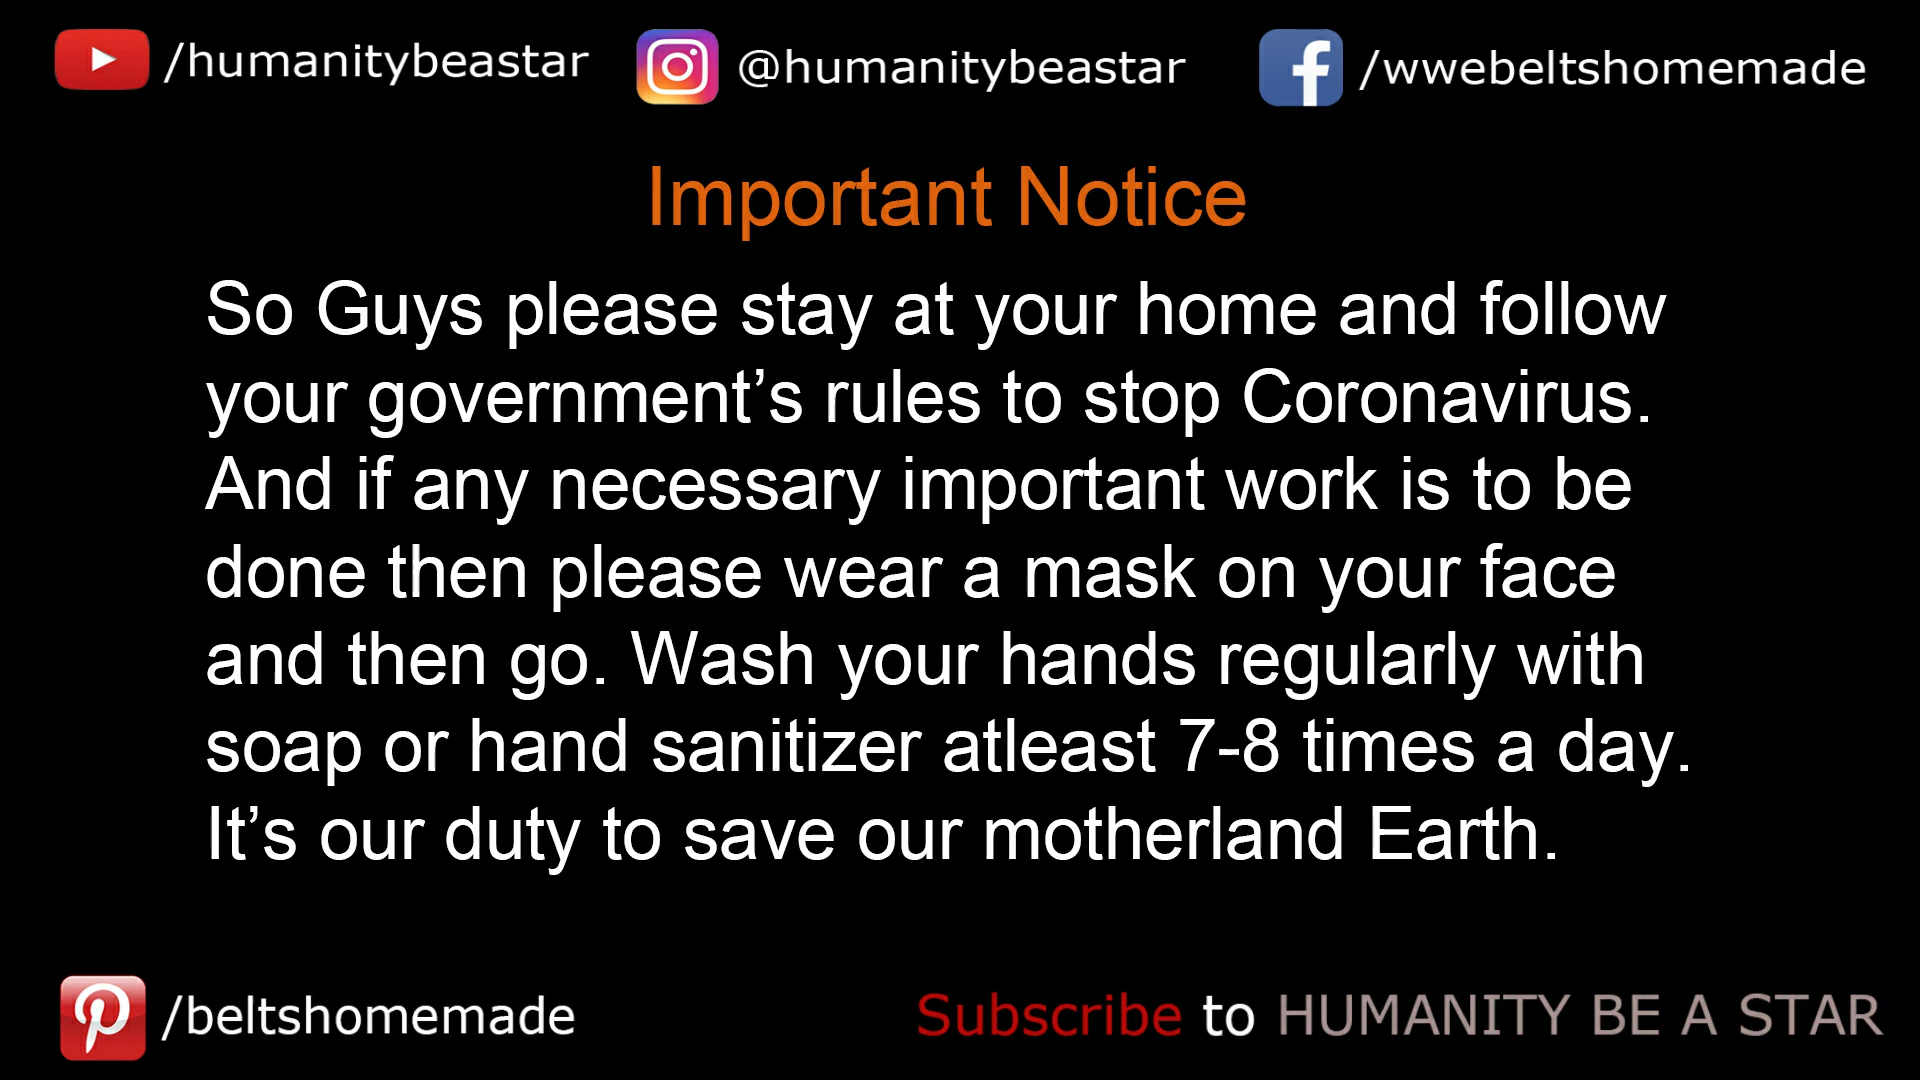 /humanitybeastar
@humanitybeastar
/wwebeltshomemade
Important Notice
So Guys please stay at your home and follow
your government’s rules to stop Coronavirus.
And if any necessary important work is to be
done then please wear a mask on your face
and then go. Wash your hands regularly with
soap or hand sanitizer atleast 7-8 times a day.
It’s our duty to save our motherland Earth.
/beltshomemade
Subscribe to HUMANITY BE A STAR